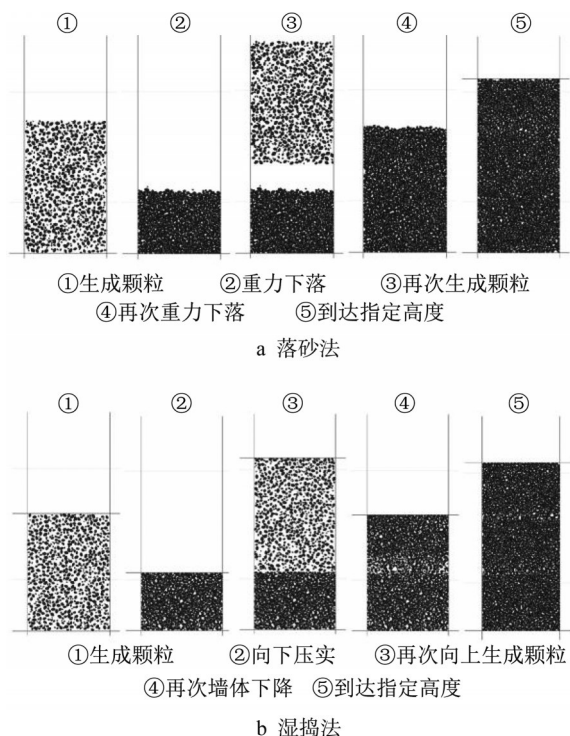 ① ② ③ ④ ⑤
①生成颗粒 ②重力下落 ③再次生成颗粒
④再次重力下落 ⑤到达指定高度
a 落砂法
① ② ③ ④ ⑤
①生成颗粒 ②向下压实 ③再次向上生成颗粒
④再次墙体下降 ⑤到达指定高度
b 湿捣法